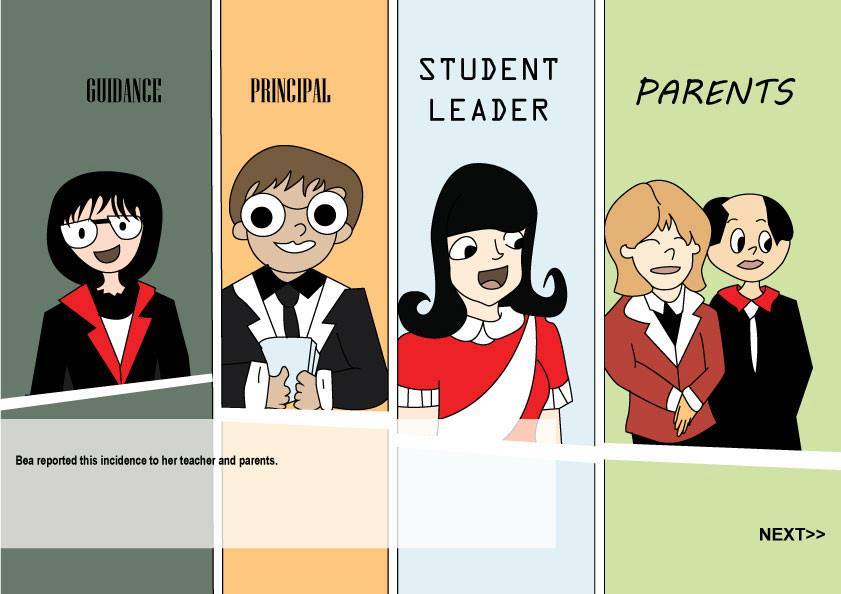 GUIDANCE
PRINCIPAL
STUDENT
LEADER
PARENTS
Bea reported this incidence to her teacher and parents.
NEXT>>